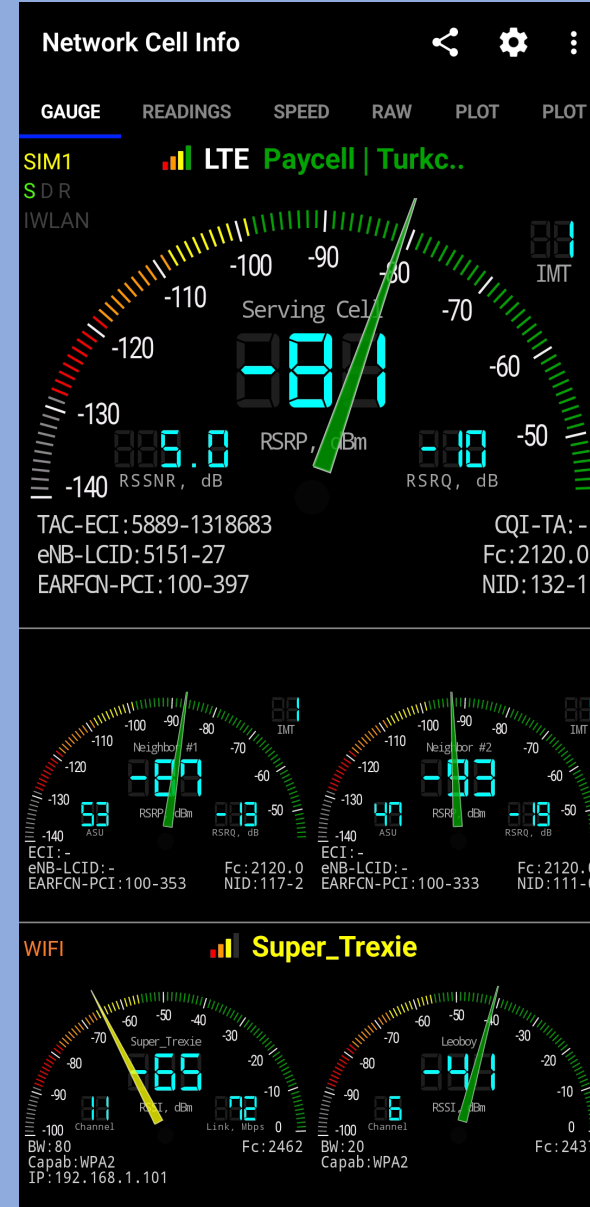 Network Cell Info
GAUGE READINGS SPEED RAW PLOT PLOT
SIM1
LTE Paycell | Turkc..
S D R
IWLAN
1
IMT
-140 -130 -120 -110 -100 -90 -80 -70 -60 -50
Serving Cell
-81
RSRP, dBm
5.0
RSSNR, dB
-10
RSRQ, dB
TAC-ECI:5889-1318683
CQI-TA:-
eNB-LCID:5151-27
Fc:2120.0
EARFCN-PCI:100-397
NID:132-1
1
IMT
-140 -130 -120 -110 -100 -90 -80 -70 -60 -50
Neighbor #1
-87
RSRP, dBm
53
ASU
-13
RSRQ, dB
ECI:-
eNB-LCID:-
Fc:2120.0
EARFCN-PCI:100-353
NID:117-2
IMT
-140 -130 -120 -110 -100 -90 -80 -70 -60 -50
Neighbor #2
-93
RSRP, dBm
47
ASU
-19
RSRQ, dB
ECI:-
eNB-LCID:-
Fc:2120.0
EARFCN-PCI:100-333
WIFI
Super_Trexie
-100 -90 -80 -70 -60 -50 -40 -30 -20 -10 0
Super_Trexie
-65
RSSI, dBm
11
Channel
72
Link, Mbps
BW:80
Fc:2462
Capab:WPA2
IP:192.168.1.101
-100 -90 -80 -70 -60 -50 -40 -30 -20 -10 0
Leoboy
-41
RSSI, dBm
6
Channel
BW:20
Fc:2437
Capab:WPA2